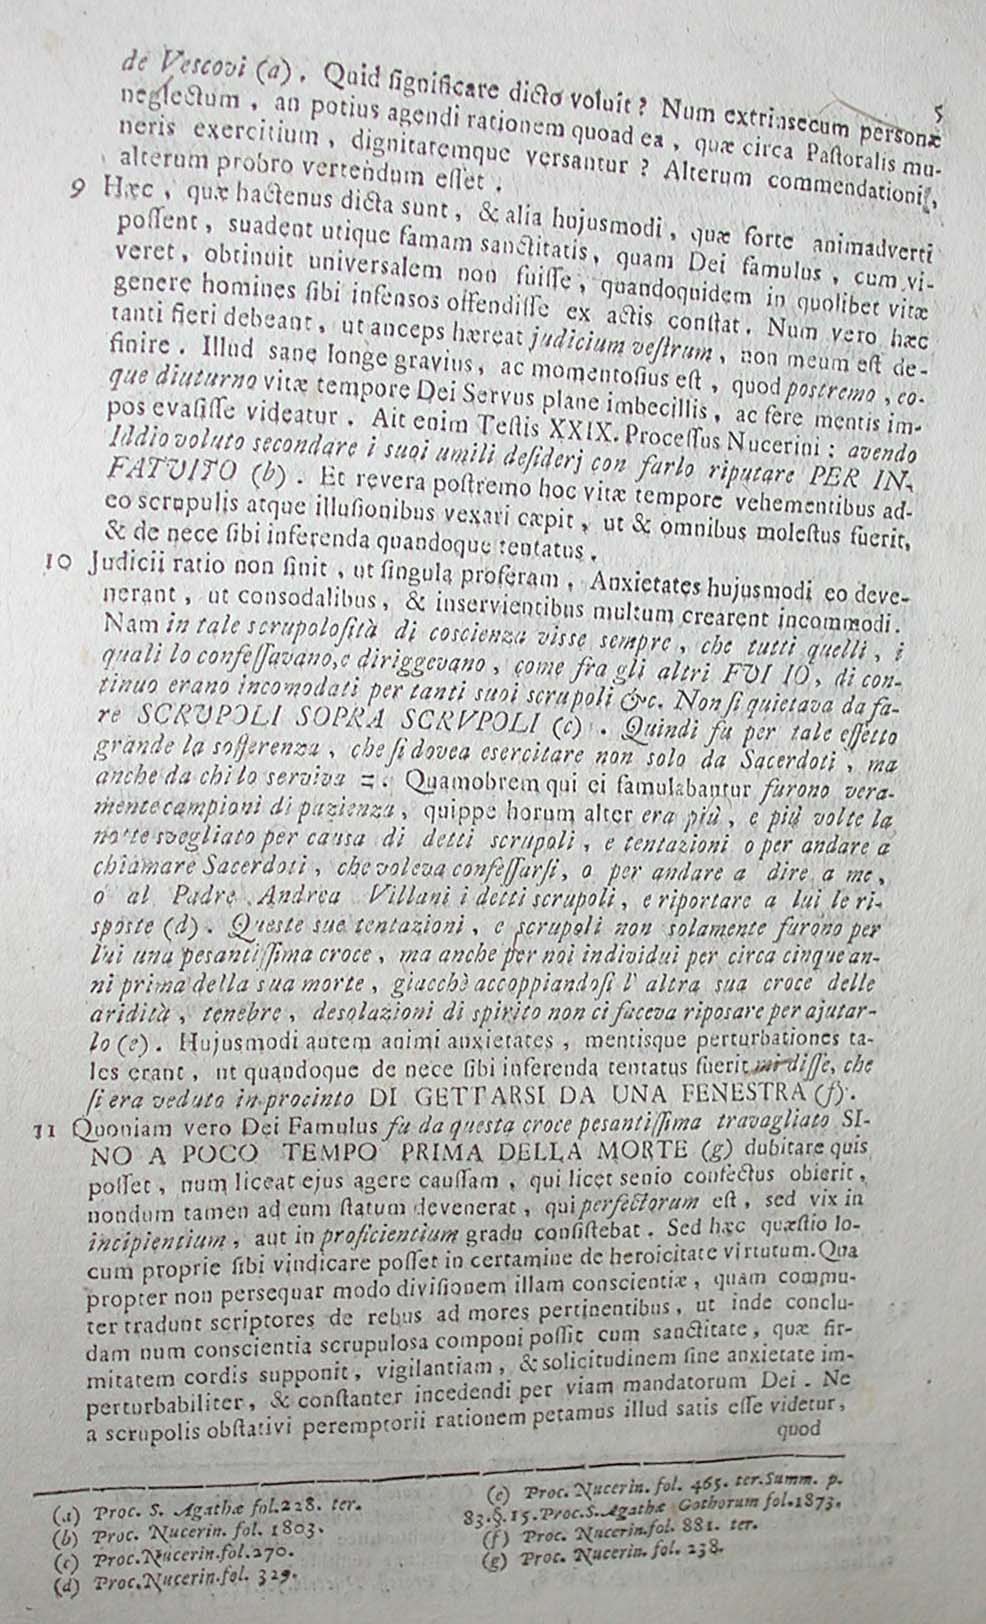 5
de Vescovi (a). Quid ſignificare dicto voluit? Num extrinsecum perſonæ
neglectum, an potius agendi rationem quoad ea, quæ circa Paſtoralis mu-
neris exercitium, dignitatemque verſantur? Alterum commendationi,
alterum probro vertendum eſſet.
9 Hæc, quæ hactenus dicta sunt, & alia hujusmodi, quæ forte animadverti
poſſent, suadent utique famam sanctitatis, quam Dei famulus, cum vi-
veret, obtinuit universalem non fuiſſe, quandoquidem in quolibet vitæ
genere homines ſibi infensos offendiſſe ex actis conſtat. Num vero hæc
tanti fieri debeant, ut anceps hæreat judicium veſtrum, non meum eſt de-
finire. Illud sane longe gravius, ac momentoſius eſt, quod poſtremo, eo-
que diuturno vitæ tempore Dei Servus plane imbecillis, ac fere mentis im-
pos evaſiſſe videatur. Ait enim Teſtis XXIX. Proceſſus Nucerini: avendo
Iddio voluto secondare i suoi umili deſiderj con farlo riputare PER IN-
FATUITO (b). Et revera poſtremo hoc vitæ tempore vehementibus ad-
eo scrupulis atque illuſionibus vexari cæpit, ut & omnibus moleſtus fuerit,
& de nece ſibi inferenda quandoque tentatus.
10 Judicii ratio non ſinit, ut ſingula proferam. Anxietates hujusmodi eo deve-
nerant, ut consodalibus, & inservientibus multum crearent incommodi.
Nam in tale scrupoloſità di coscienza visse sempre, che tutti quelli, i
quali lo confeſſavano, e diriggevano, come fra gli altri FUI IO, di con-
tinuo erano incomodati per tanti suoi scrupoli &c. Non ſi quietava da fa-
re SCRUPOLI SOPRA SCRUPOLI (c). Quindi fu per tale effetto
grande la sofferenza, che ſi dovea esercitare non solo da Sacerdoti, ma
anche da chi lo serviva =. Quamobrem qui ei famulabantur furono vera-
mente campioni di pazienza, quippe horum alter era più, e più volte la
notte svegliato per causa di detti scrupoli, e tentazioni o per andare a
chiamare Sacerdoti, che voleva confeſſarſi, o per andare a dire a me,
o al Padre Andrea Villani i detti scrupoli, e riportare a lui le ri-
sposte (d). Queste sue tentazioni, e scrupoli non solamente furono per
lui una pesantiſſima croce, ma anche per noi individui per circa cinque an-
ni prima della sua morte, giacchè accoppiandoſi l' altra sua croce delle
aridità, tenebre, desolazioni di spirito non ci faceva riposare per ajutar-
lo (e). Hujusmodi autem animi anxietates, mentisque perturbationes ta-
les erant, ut quandoque de nece ſibi inferenda tentatus fuerit mi diſſe, che
ſi era veduto in procinto DI GETTARSI DA UNA FENESTRA (f).
11 Quoniam vero Dei Famulus fu da questa croce pesantiſſima travagliato SI-
NO A POCO TEMPO PRIMA DELLA MORTE (g) dubitare quis
poſſet, num liceat ejus agere cauſſam, qui licet senio confectus obierit,
nondum tamen ad eum ſtatum devenerat, qui perfectorum eſt, sed vix in
incipientium, aut in proficientium gradu conſiſtebat. Sed hæc quæſtio lo-
cum proprie ſibi vindicare poſſet in certamine de heroicitate virtutum. Qua
propter non persequar modo diviſionem illam conscientiæ, quam commu-
ter tradunt scriptores de rebus ad mores pertinentibus, ut inde conclu-
dam num conscientia scrupulosa componi poſſit cum sanctitate, quæ fir-
mitatem cordis supponit, vigilantiam, & solicitudinem ſine anxietate im-
perturbabiliter, & conſtanter incedendi per viam mandatorum Dei. Ne
a scrupolis obſtativi peremptorii rationem petamus illud satis eſſe videtur,
quod
(a) Proc. S. Agathæ fol. 228. ter.
(b) Proc. Nucerin. fol. 1803.
(c) Proc. Nucerin. fol. 270.
(d) Proc. Nucerin. fol. 329.
(e) Proc. Nucerin. fol. 465. ter. Summ. p.
83. §. 15. Proc. S. Agathæ Gothorum fol. 1873.
(f) Proc. Nucerin. fol. 881. ter.
(g) Proc. Nucerin. fol. 238.